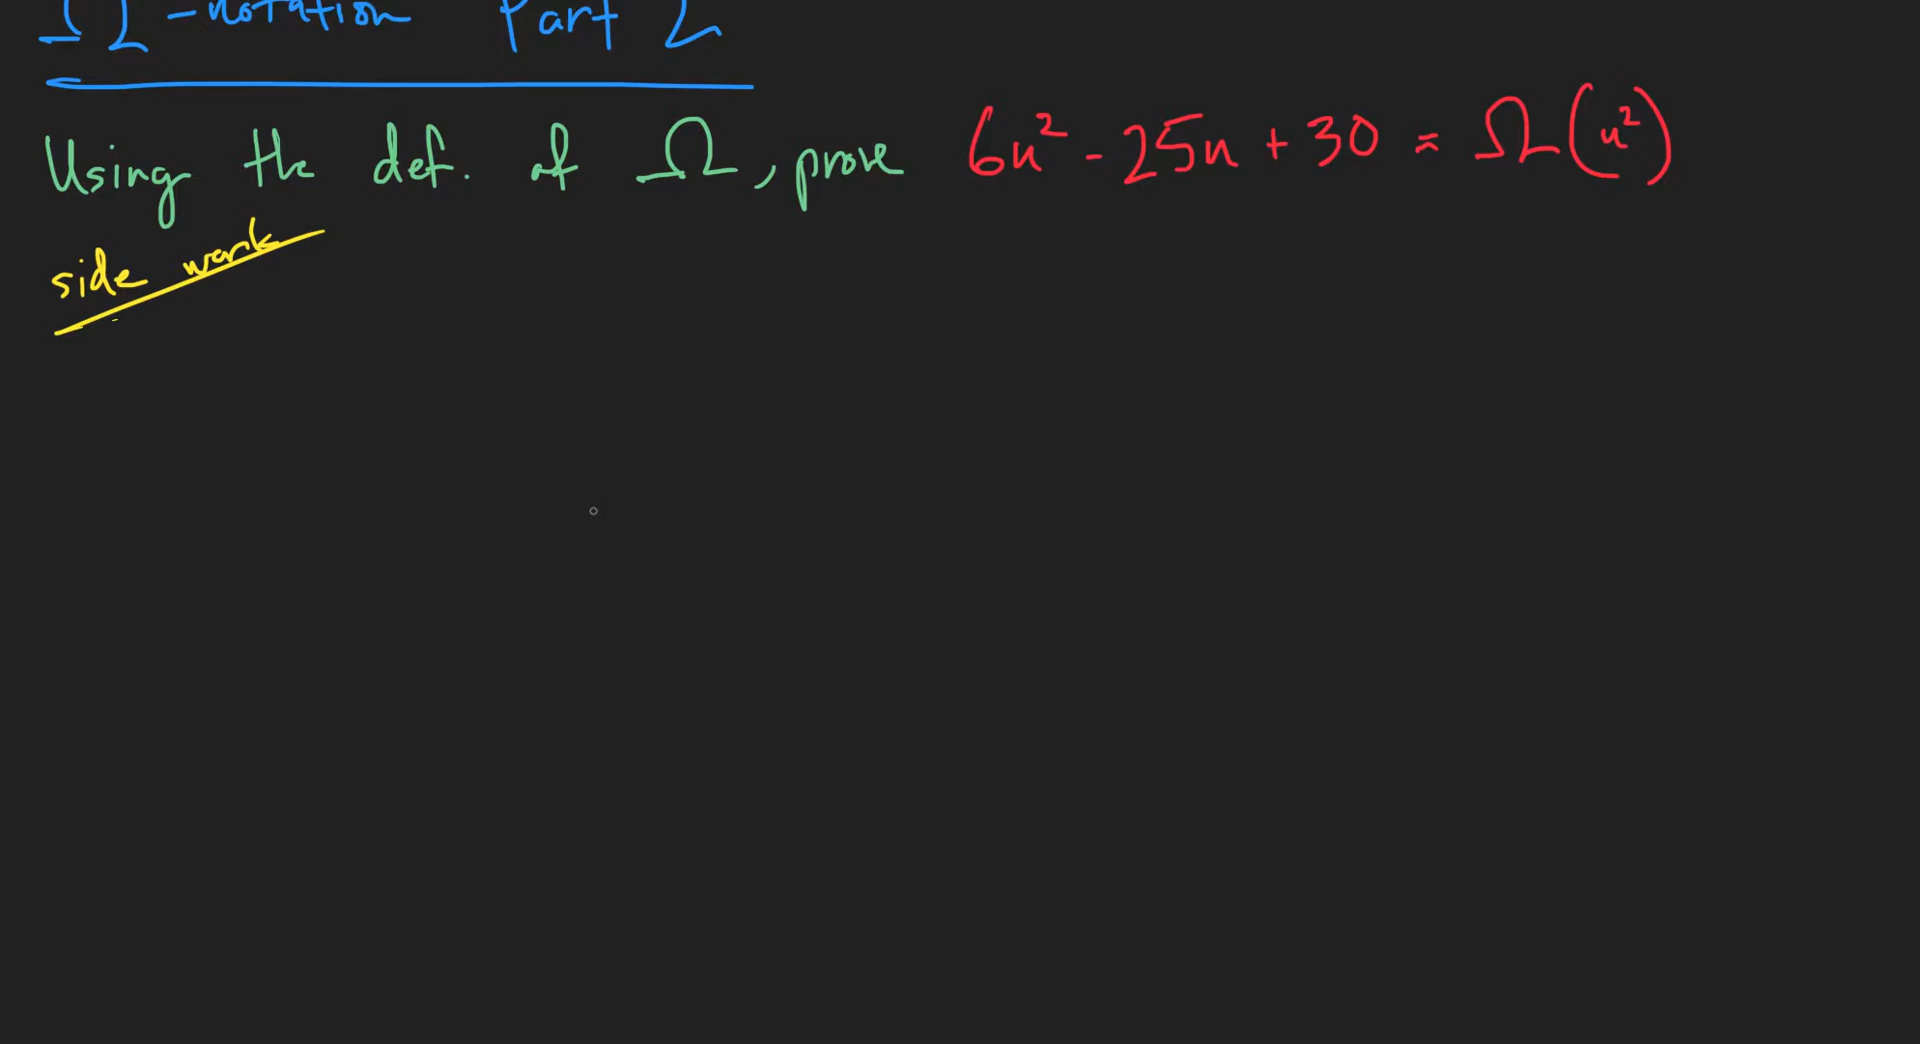 Ω-notation Part 2
Using the def. of Ω, prove 6n² - 25n + 30 = Ω(n²)
side work